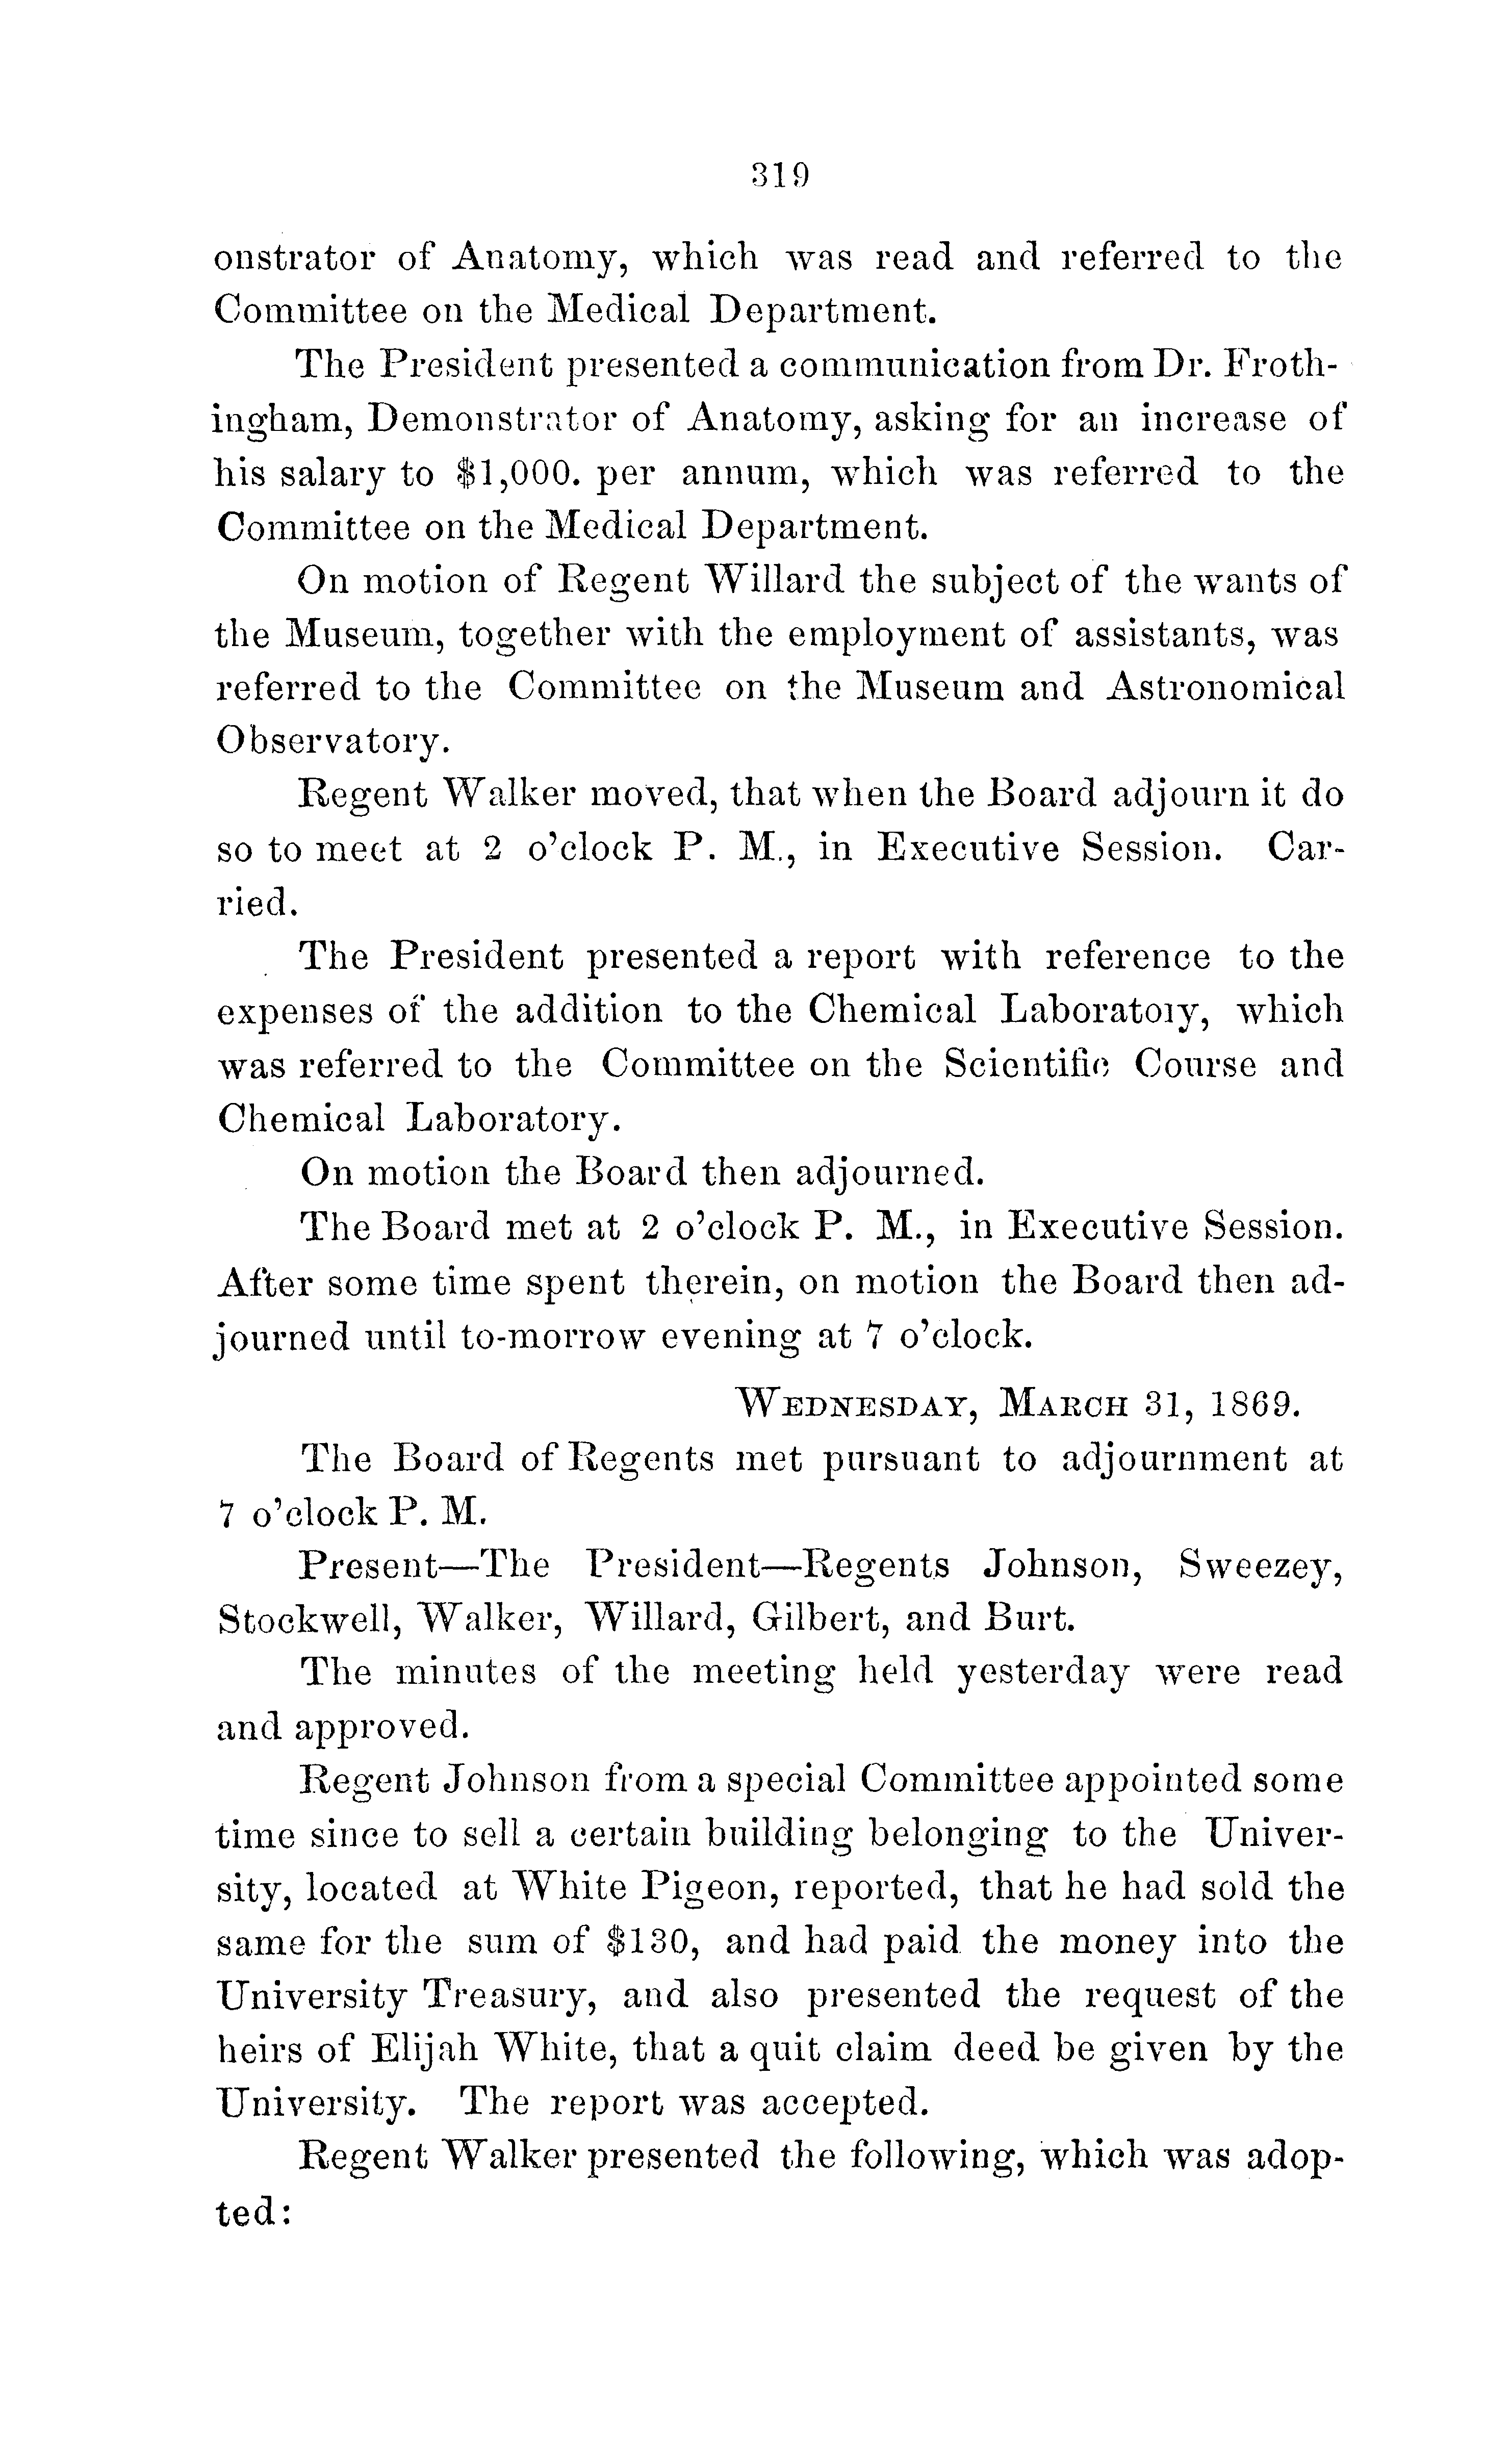 319
onstrator of Anatomy, which was read and referred to the
Committee on the Medical Department.
The President presented a communication from Dr. Froth-
ingham, Demonstrator of Anatomy, asking for an increase of
his salary to $1,000. per annum, which was referred to the
Committee on the Medical Department.
On motion of Regent Willard the subject of the wants of
the Museum, together with the employment of assistants, was
referred to the Committee on the Museum and Astronomical
Observatory.
Regent Walker moved, that when the Board adjourn it do
so to meet at 2 o'clock P. M., in Executive Session. Car-
ried.
The President presented a report with reference to the
expenses of the addition to the Chemical Laboratory, which
was referred to the Committee on the Scientific Course and
Chemical Laboratory.
On motion the Board then adjourned.
The Board met at 2 o'clock P. M., in Executive Session.
After some time spent therein, on motion the Board then ad-
journed until to-morrow evening at 7 o'clock.
WEDNESDAY, MARCH 31, 1869.
The Board of Regents met pursuant to adjournment at
7 o'clock P. M.
Present—The President—Regents Johnson, Sweezey,
Stockwell, Walker, Willard, Gilbert, and Burt.
The minutes of the meeting held yesterday were read
and approved.
Regent Johnson from a special Committee appointed some
time since to sell a certain building belonging to the Univer-
sity, located at White Pigeon, reported, that he had sold the
same for the sum of $130, and had paid the money into the
University Treasury, and also presented the request of the
heirs of Elijah White, that a quit claim deed be given by the
University. The report was accepted.
Regent Walker presented the following, which was adop-
ted: